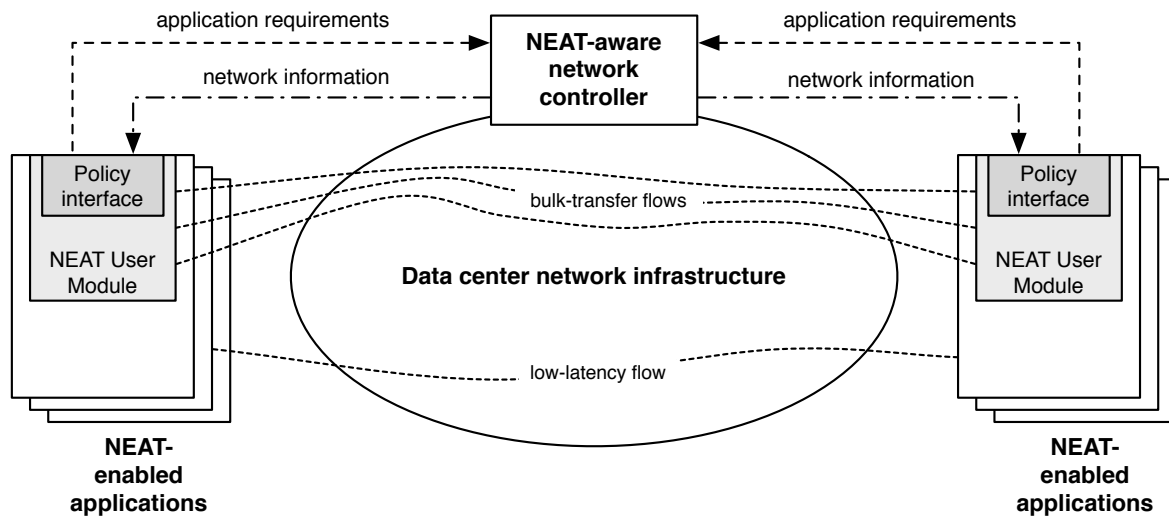 application requirements
application requirements
NEAT-aware
network
controller
network information
network information
Policy
interface
Policy
interface
bulk-transfer flows
NEAT User
Module
NEAT User
Module
Data center network infrastructure
low-latency flow
NEAT-
enabled
applications
NEAT-
enabled
applications